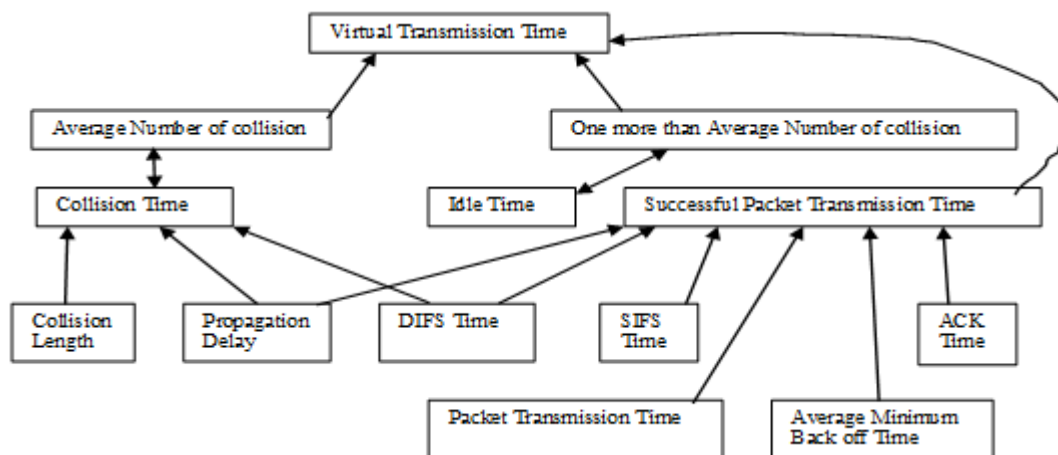 Virtual Transmission Time
Average Number of collision
One more than Average Number of collision
Collision Time
Idle Time
Successful Packet Transmission Time
Collision
Length
Propagation
Delay
DIFS Time
SIFS
Time
ACK
Time
Packet Transmission Time
Average Minimum
Back off Time